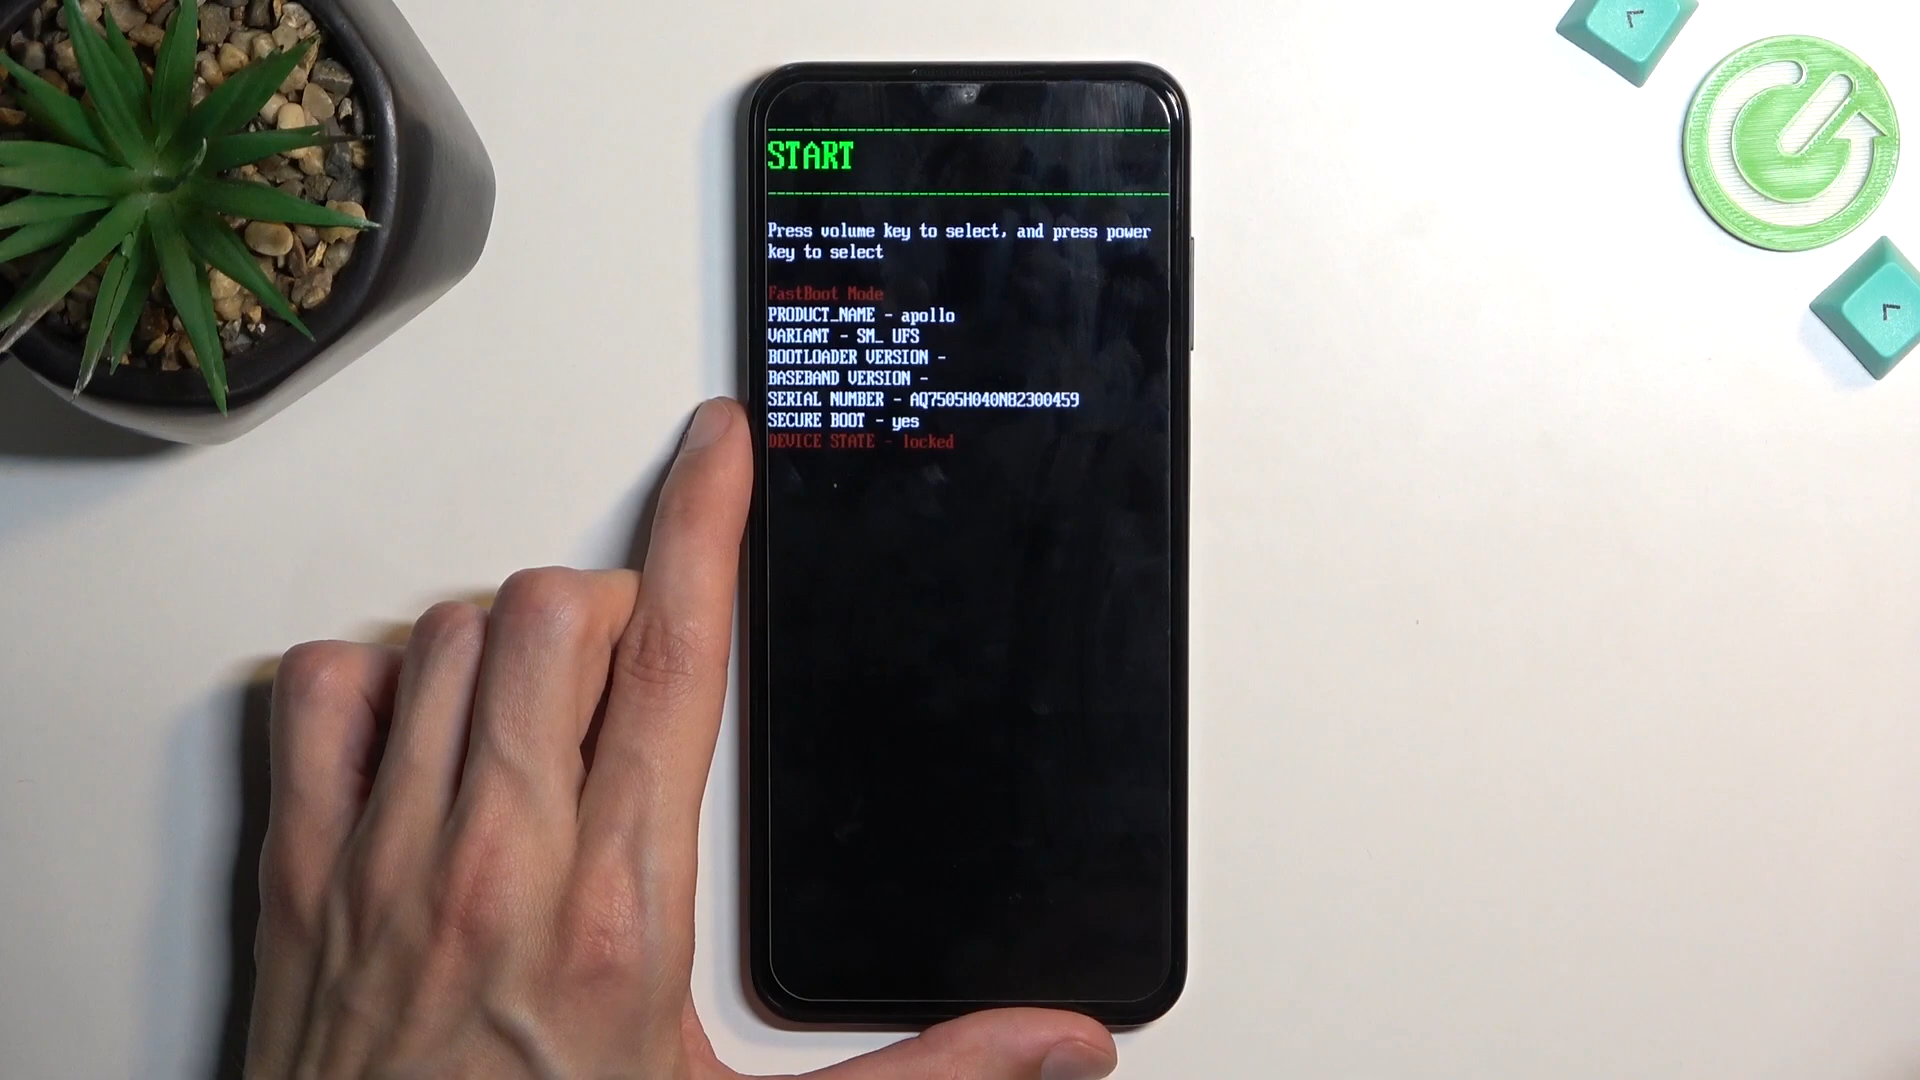 START
Press volume key to select, and press power
key to select
FastBoot Mode
PRODUCT_NAME - apollo
VARIANT - SM_ UFS
BOOTLOADER VERSION -
BASEBAND VERSION -
SERIAL NUMBER - AQ7505H040N82300459
SECURE BOOT - yes
DEVICE STATE - locked